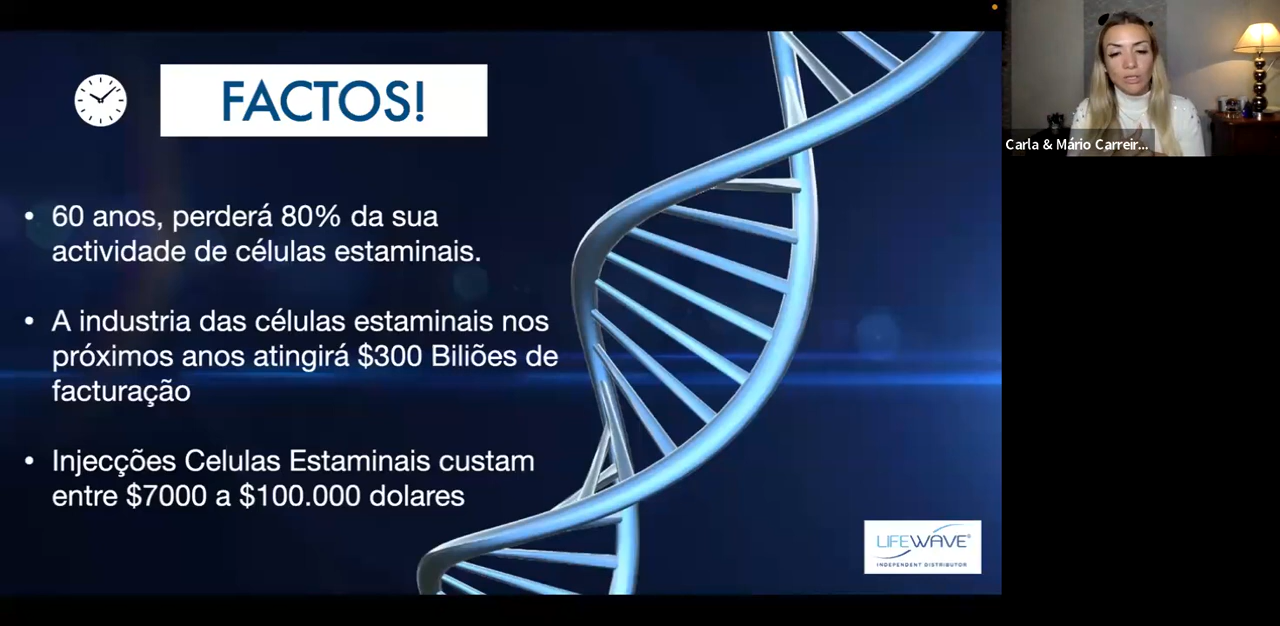 FACTOS!
• 60 anos, perderá 80% da sua
actividade de células estaminais.
• A industria das células estaminais nos
próximos anos atingirá $300 Biliões de
facturação
• Injecções Celulas Estaminais custam
entre $7000 a $100.000 dolares
LIFEWAVE®
INDEPENDENT DISTRIBUTOR
Carla & Mário Carreir...